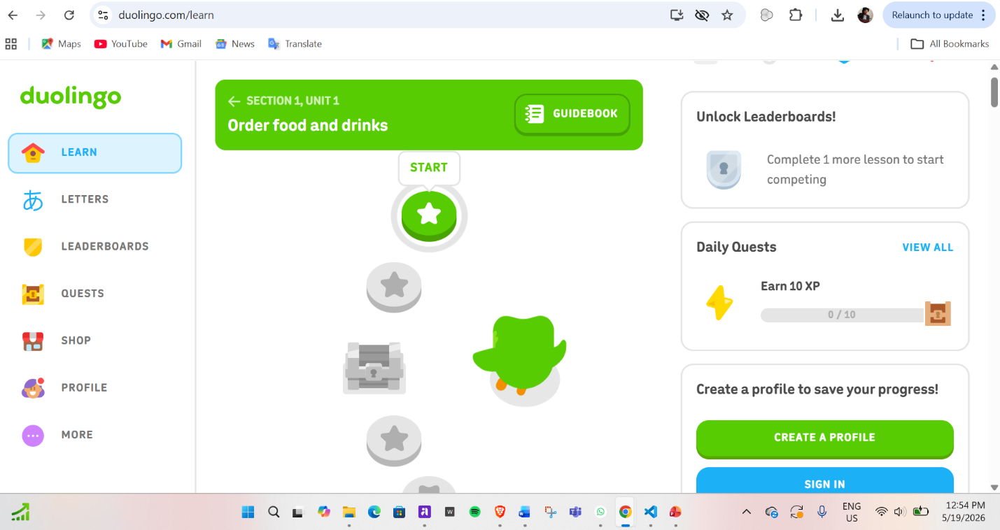 duolingo.com/learn
Relaunch to update
Maps
YouTube
Gmail
News
Translate
All Bookmarks
duolingo
LEARN
あ LETTERS
LEADERBOARDS
QUESTS
SHOP
PROFILE
MORE
SECTION 1, UNIT 1
Order food and drinks
GUIDEBOOK
START
Unlock Leaderboards!
Complete 1 more lesson to start
competing
Daily Quests
VIEW ALL
Earn 10 XP
0 / 10
Create a profile to save your progress!
CREATE A PROFILE
SIGN IN
ENG
US
12:54 PM
5/19/2026